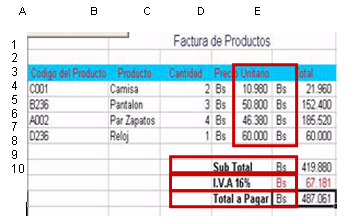 A B C D E
1 Factura de Productos
2
3 Codigo del Producto Producto Cantidad Precio Unitario Total
4 C001 Camisa 2 Bs 10.980 Bs 21.960
5 B236 Pantalon 3 Bs 50.800 Bs 152.400
6 A002 Par Zapatos 4 Bs 46.380 Bs 185.520
7 D236 Reloj 1 Bs 60.000 Bs 60.000
8
9
10 Sub Total Bs 419.880
I.V.A 16% Bs 67.181
Total a Pagar Bs 487.061